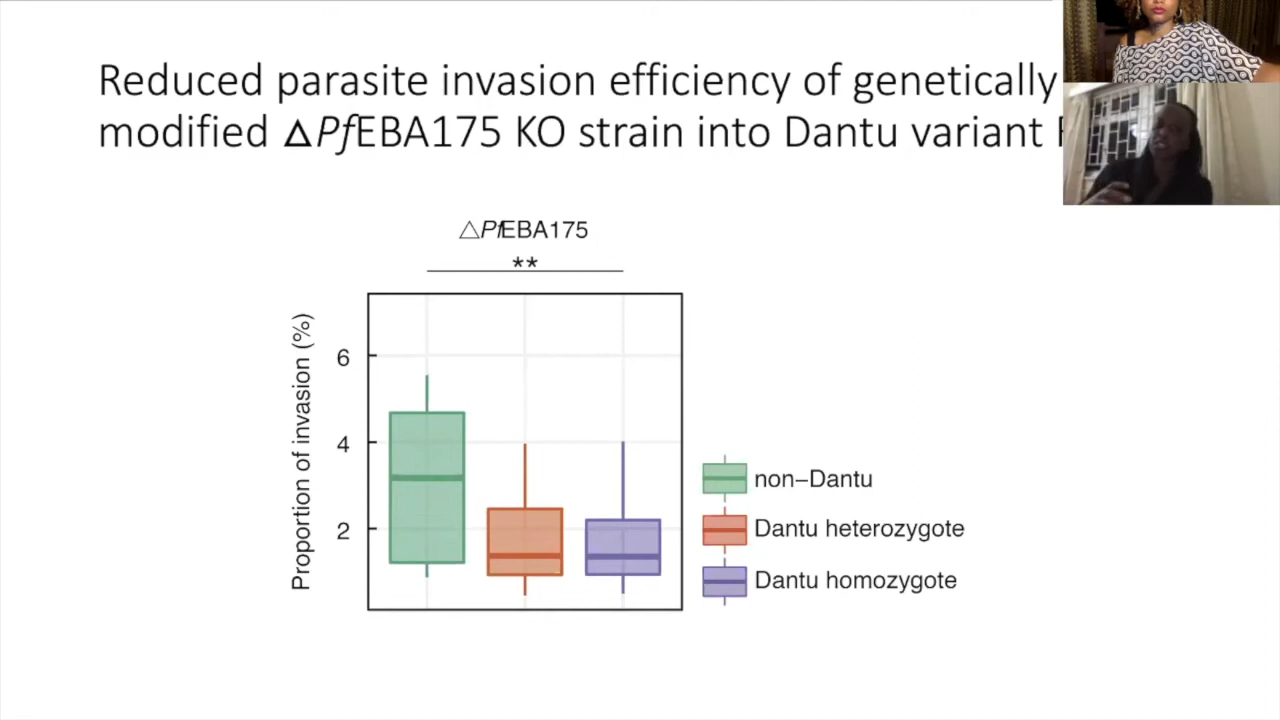 Reduced parasite invasion efficiency of genetically
modified ΔPfEBA175 KO strain into Dantu variant
△PfEBA175
**
Proportion of invasion (%)
6
4
2
non–Dantu
Dantu heterozygote
Dantu homozygote